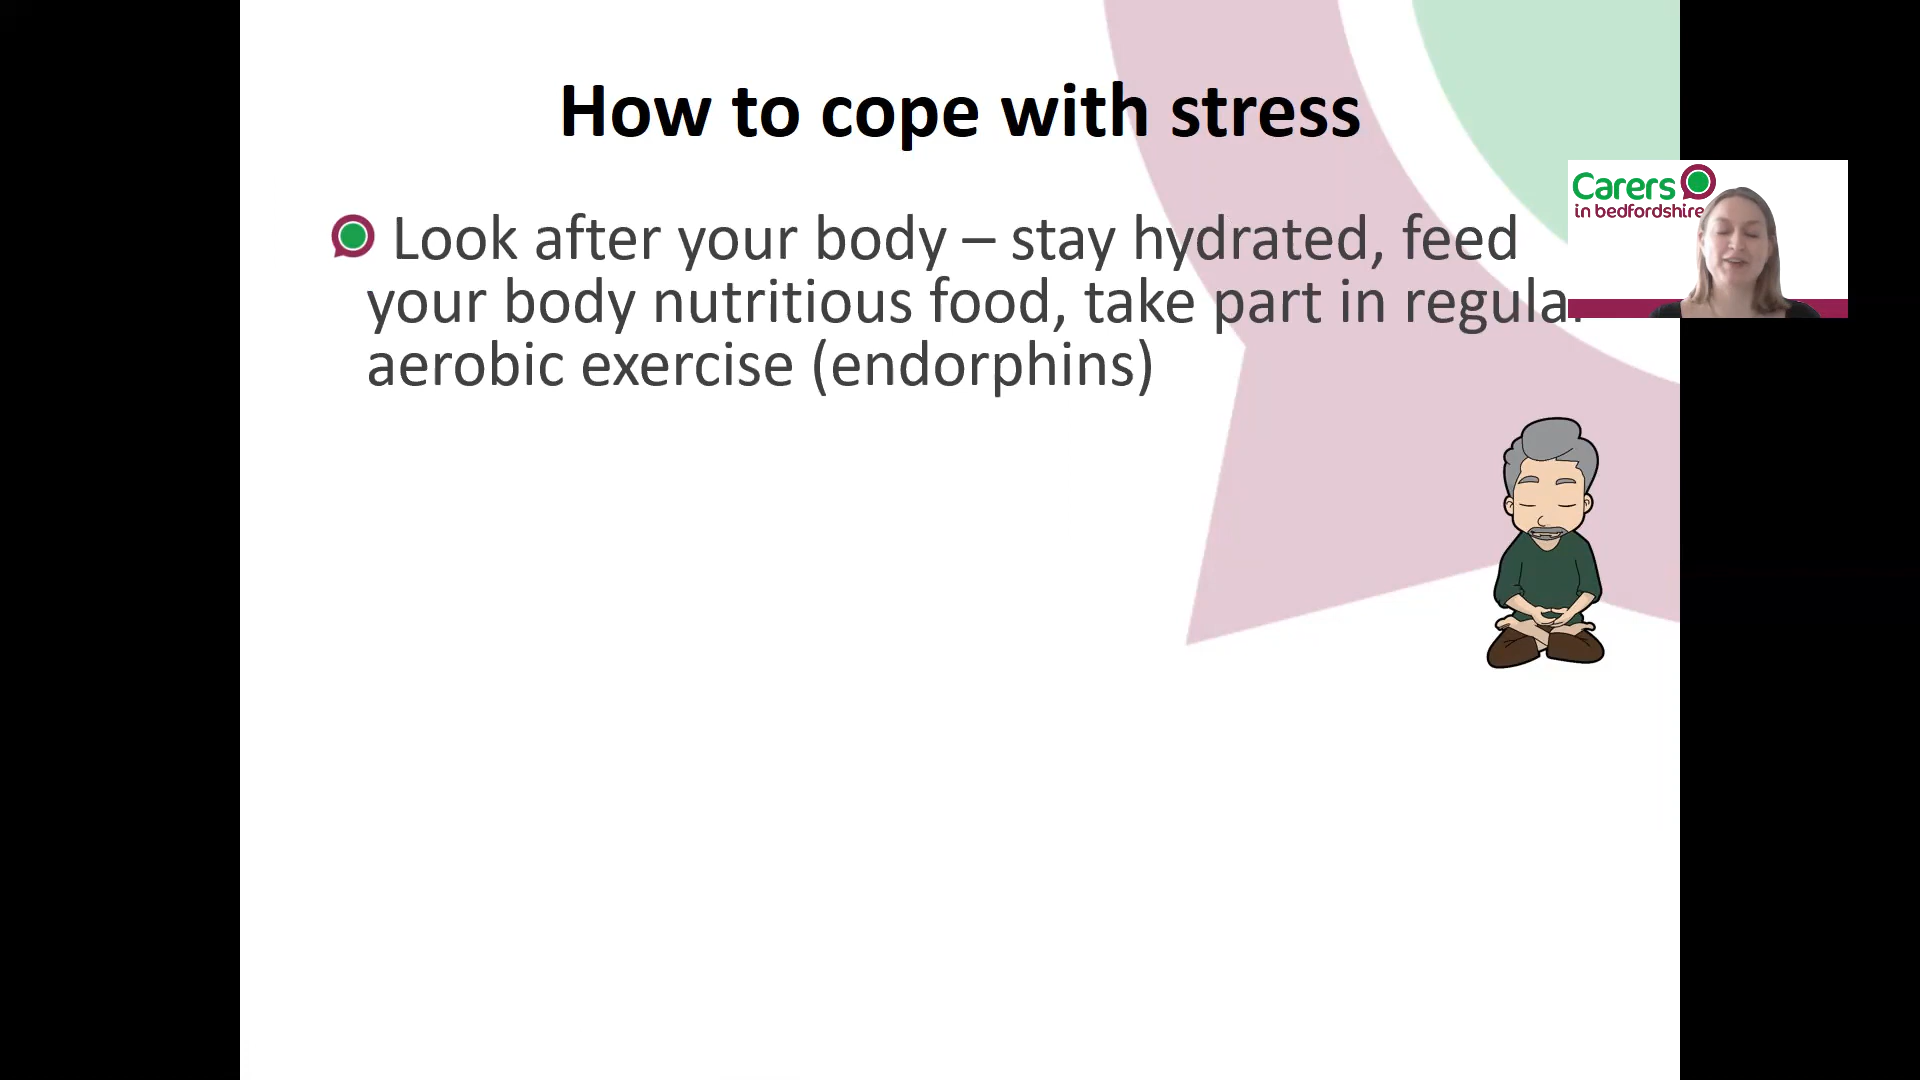 How to cope with stress
Carers
in bedfordshire
Look after your body – stay hydrated, feed
your body nutritious food, take part in regular
aerobic exercise (endorphins)